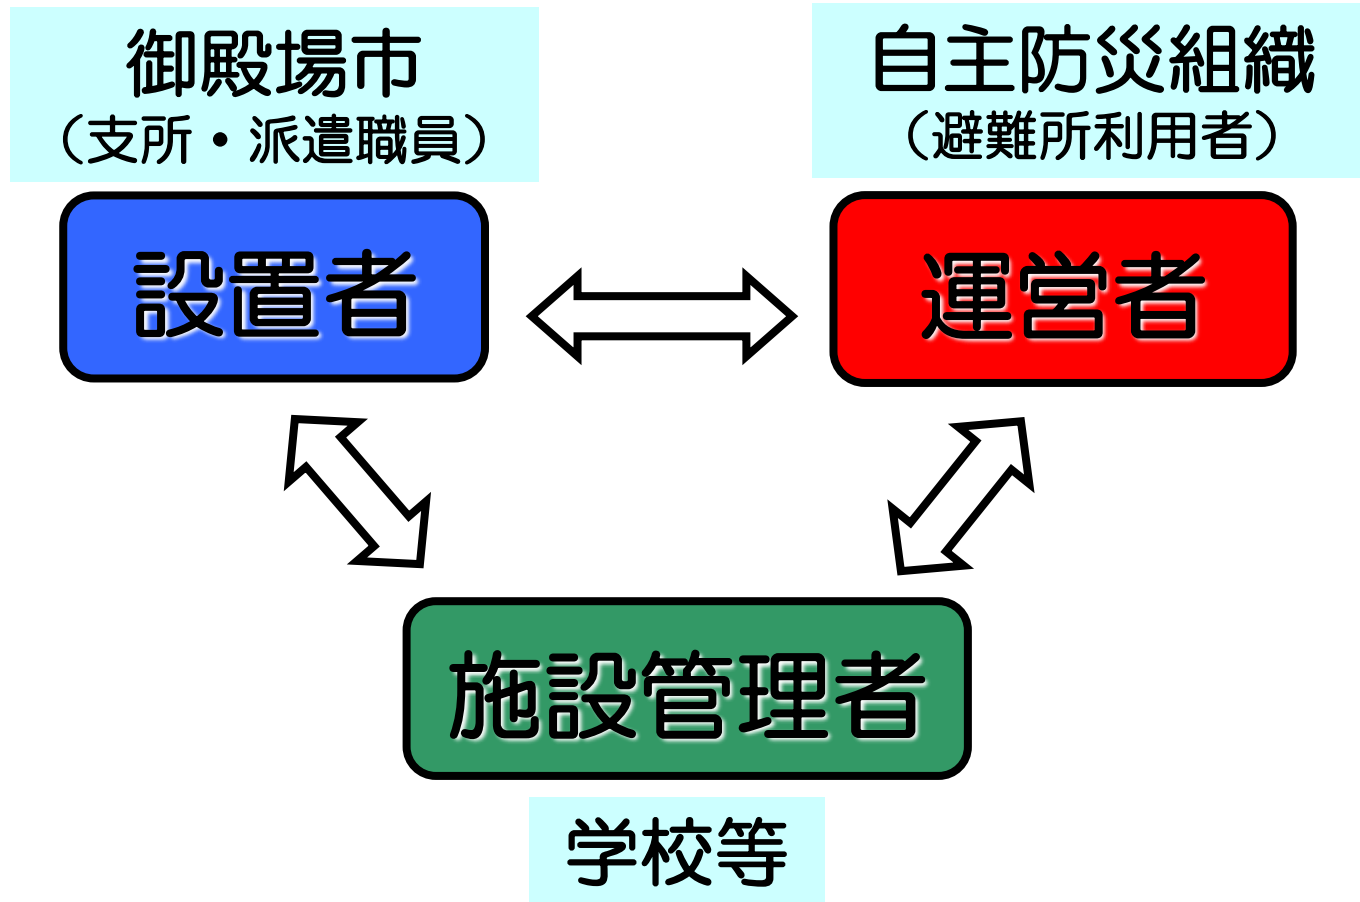 御殿場市
（支所・派遣職員）
設置者
自主防災組織
（避難所利用者）
運営者
施設管理者
学校等